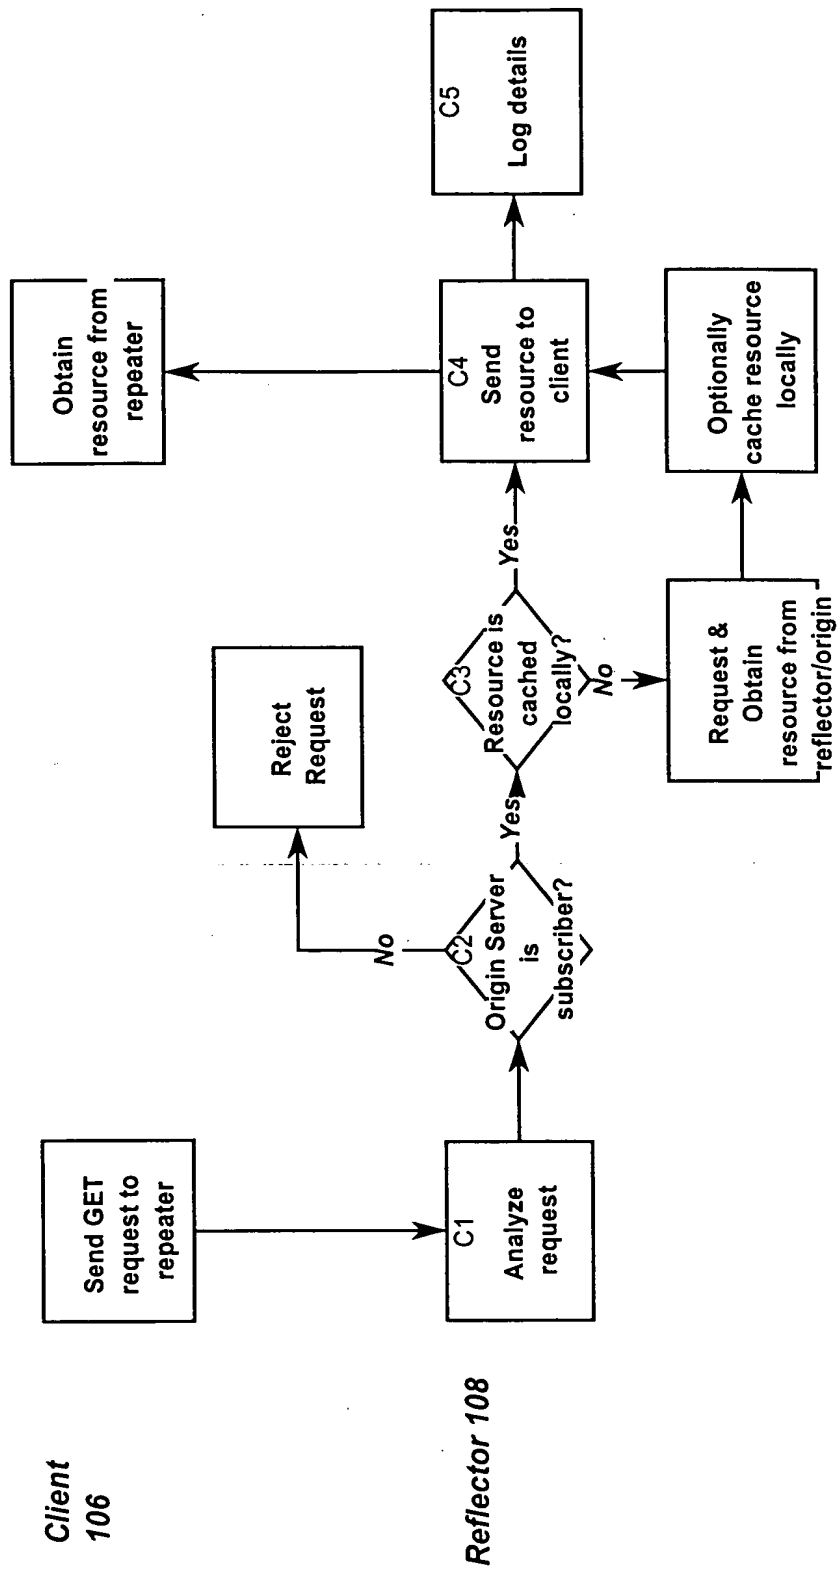 Client
106
Send GET
request to
repeater
Obtain
resource from
repeater
Reflector 108
C1
Analyze
request
C2
Origin Server
is
subscriber?
No
Reject
Request
Yes
C3
Resource is
cached
locally?
Yes
No
Request &
Obtain
resource from
reflector/origin
Optionally
cache resource
locally
C4
Send
resource to
client
C5
Log details